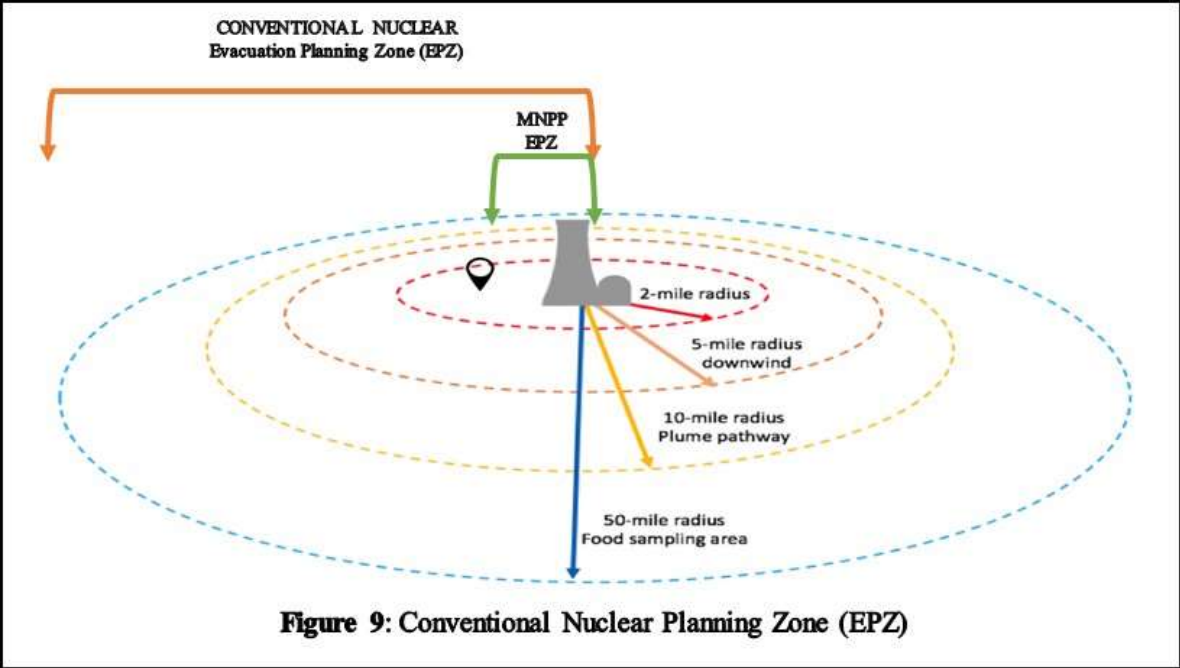 CONVENTIONAL NUCLEAR
Evacuation Planning Zone (EPZ)
MNPP
EPZ
2-mile radius
5-mile radius
downwind
10-mile radius
Plume pathway
50-mile radius
Food sampling area
Figure 9: Conventional Nuclear Planning Zone (EPZ)